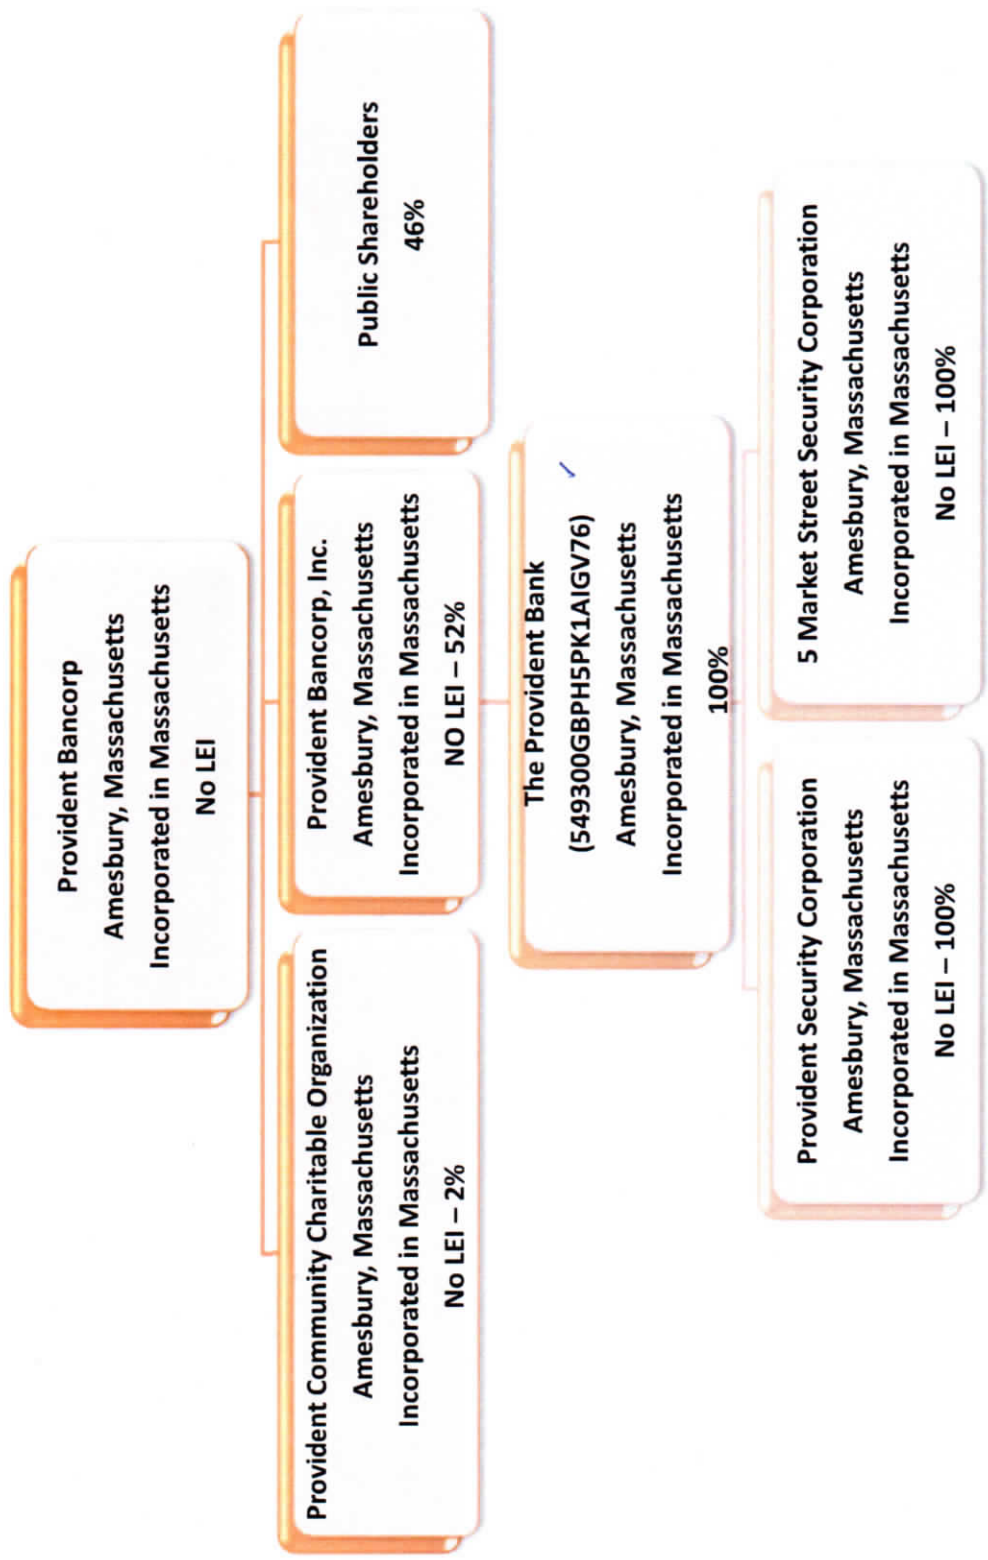 Provident Bancorp
Amesbury, Massachusetts
Incorporated in Massachusetts
No LEI
Provident Community Charitable Organization
Amesbury, Massachusetts
Incorporated in Massachusetts
No LEI – 2%
Provident Bancorp, Inc.
Amesbury, Massachusetts
Incorporated in Massachusetts
NO LEI – 52%
Public Shareholders
46%
The Provident Bank
(549300GBPH5PK1AIGV76)
Amesbury, Massachusetts
Incorporated in Massachusetts
100%
Provident Security Corporation
Amesbury, Massachusetts
Incorporated in Massachusetts
No LEI – 100%
5 Market Street Security Corporation
Amesbury, Massachusetts
Incorporated in Massachusetts
No LEI – 100%